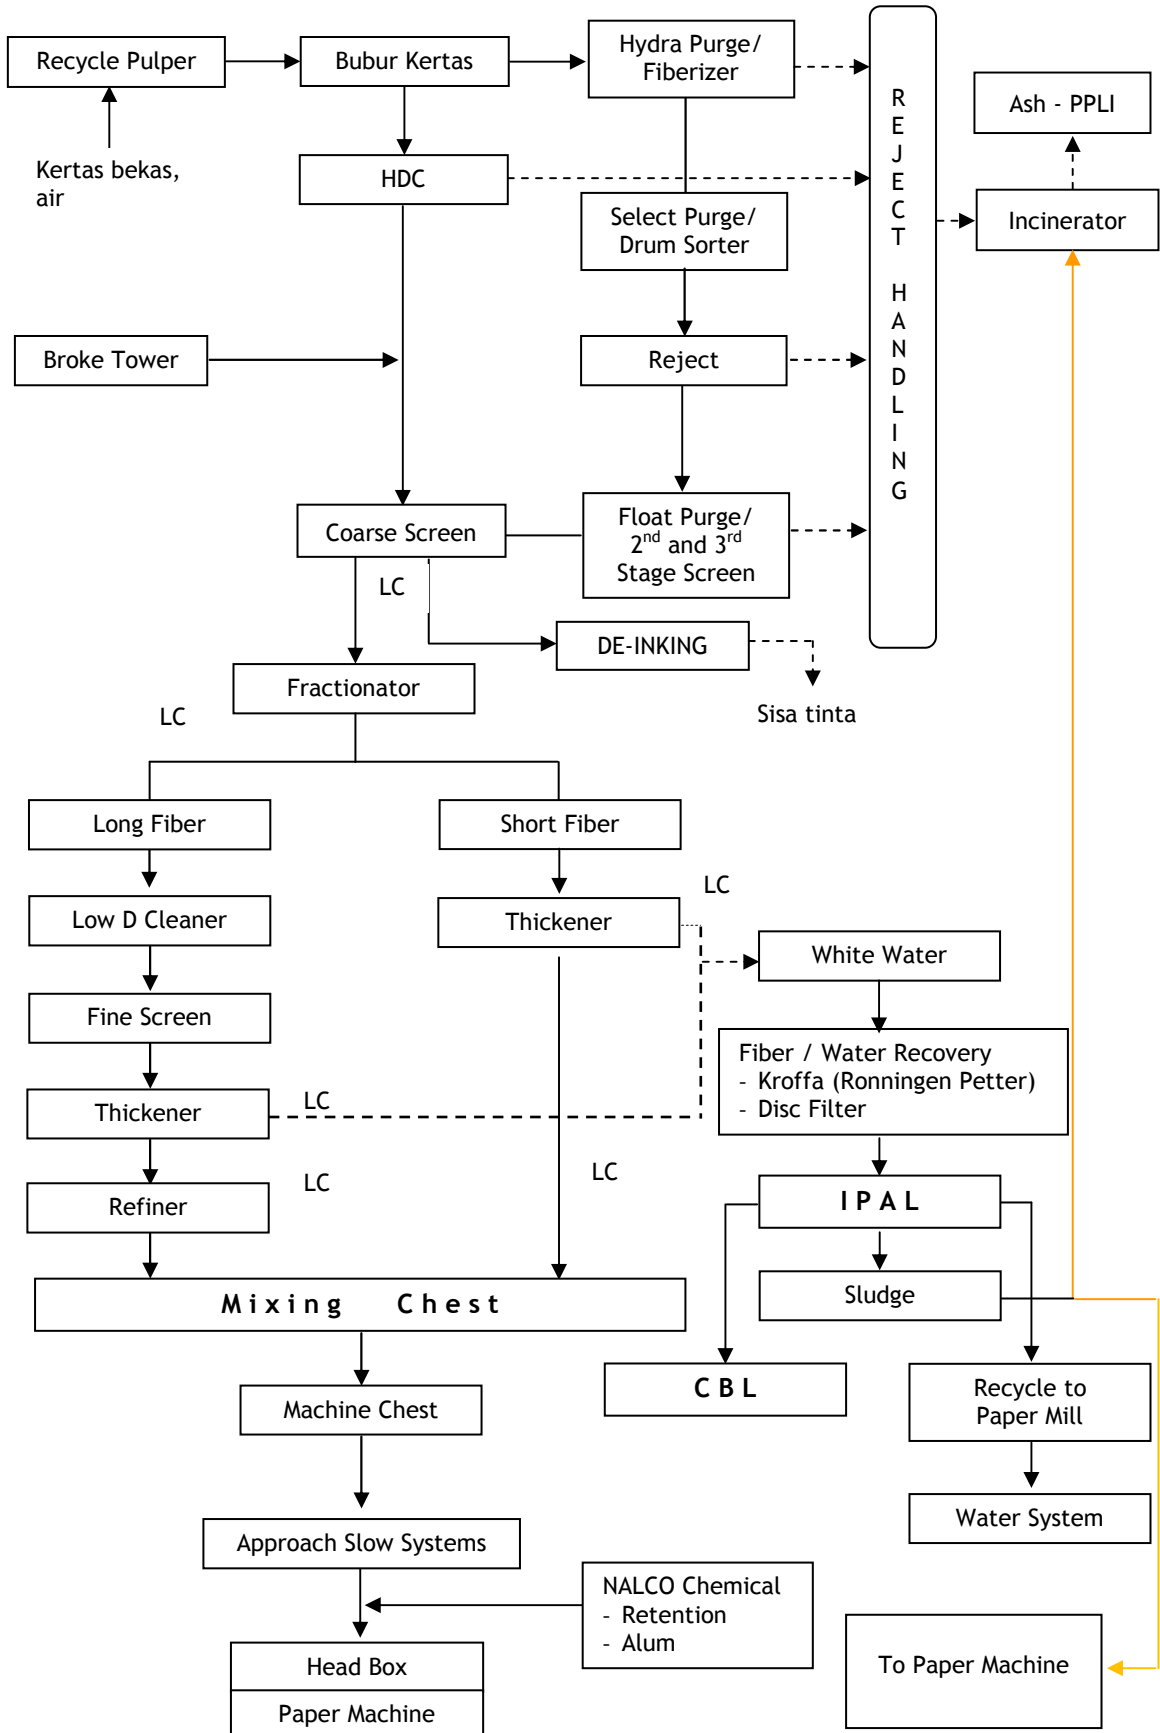 Recycle Pulper
Bubur Kertas
Hydra Purge/
Fiberizer
Ash - PPLI
Kertas bekas,
air
HDC
Select Purge/
Drum Sorter
REJECT HANDLING
Incinerator
Broke Tower
Reject
Coarse Screen
Float Purge/
2nd and 3rd
Stage Screen
LC
DE-INKING
Fractionator
Sisa tinta
LC
Long Fiber
Short Fiber
LC
Low D Cleaner
Thickener
White Water
Fine Screen
Fiber / Water Recovery
- Kroffa (Ronningen Petter)
- Disc Filter
Thickener
LC
LC
LC
Refiner
I P A L
Sludge
Mixing Chest
C B L
Recycle to
Paper Mill
Machine Chest
Water System
Approach Slow Systems
NALCO Chemical
- Retention
- Alum
Head Box
Paper Machine
To Paper Machine